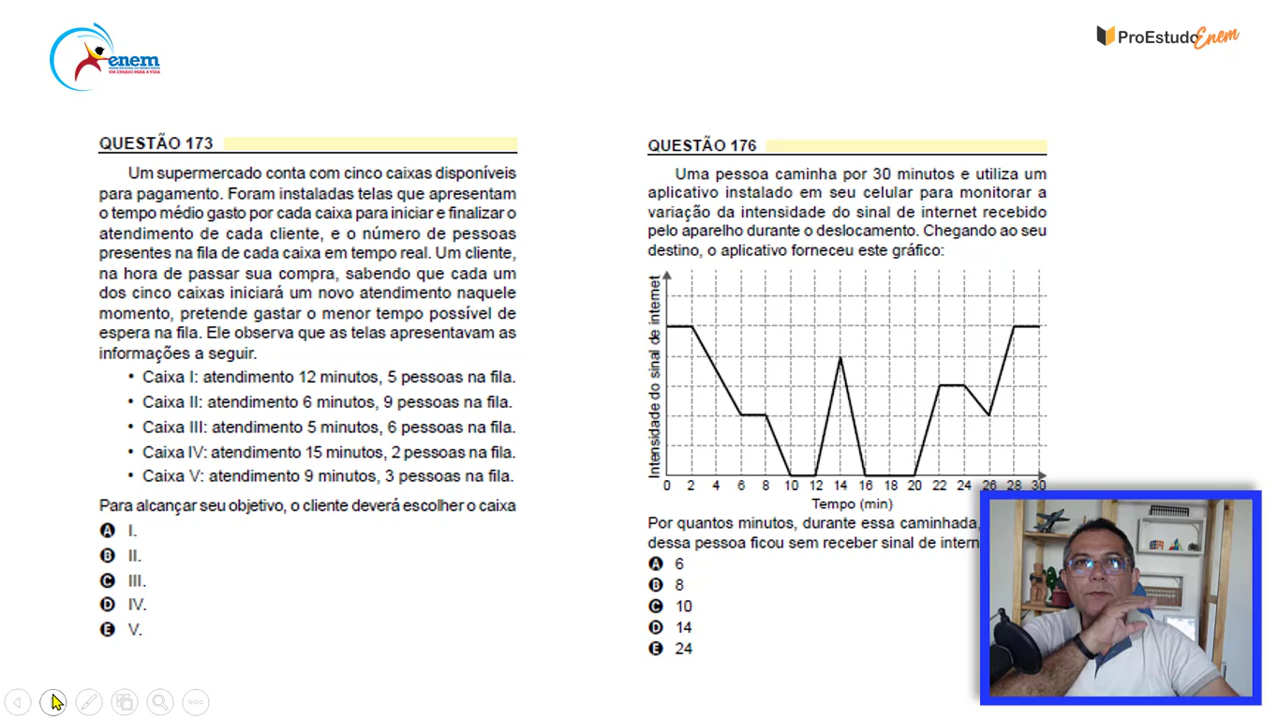 enem
ProEstudo Enem
QUESTÃO 173
Um supermercado conta com cinco caixas disponíveis
para pagamento. Foram instaladas telas que apresentam
o tempo médio gasto por cada caixa para iniciar e finalizar o
atendimento de cada cliente, e o número de pessoas
presentes na fila de cada caixa em tempo real. Um cliente,
na hora de passar sua compra, sabendo que cada um
dos cinco caixas iniciará um novo atendimento naquele
momento, pretende gastar o menor tempo possível de
espera na fila. Ele observa que as telas apresentavam as
informações a seguir.
• Caixa I: atendimento 12 minutos, 5 pessoas na fila.
• Caixa II: atendimento 6 minutos, 9 pessoas na fila.
• Caixa III: atendimento 5 minutos, 6 pessoas na fila.
• Caixa IV: atendimento 15 minutos, 2 pessoas na fila.
• Caixa V: atendimento 9 minutos, 3 pessoas na fila.
Para alcançar seu objetivo, o cliente deverá escolher o caixa
A I.
B II.
C III.
D IV.
E V.
QUESTÃO 176
Uma pessoa caminha por 30 minutos e utiliza um
aplicativo instalado em seu celular para monitorar a
variação da intensidade do sinal de internet recebido
pelo aparelho durante o deslocamento. Chegando ao seu
destino, o aplicativo forneceu este gráfico:
Intensidade do sinal de internet
0 2 4 6 8 10 12 14 16 18 20 22 24 26 28 30
Tempo (min)
Por quantos minutos, durante essa caminhada,
dessa pessoa ficou sem receber sinal de
A 6
B 8
C 10
D 14
E 24